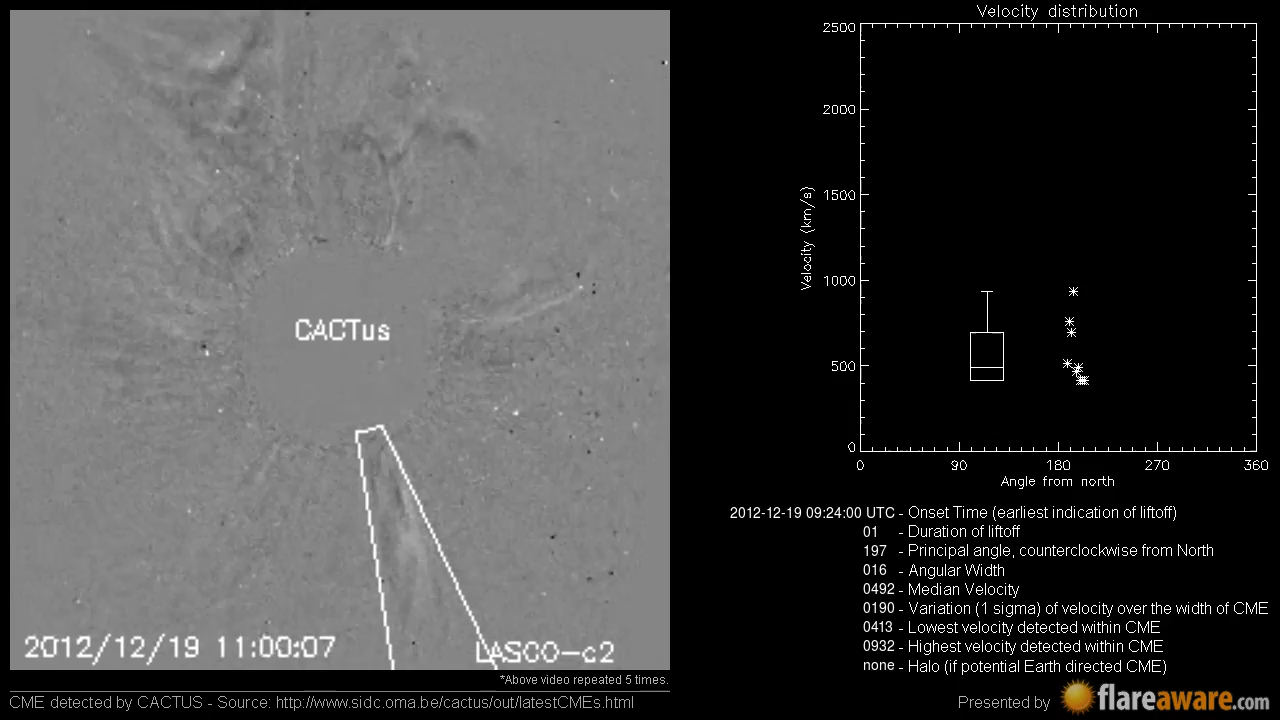 Velocity distribution
2500
2000
1500
1000
500
0
Velocity (km/s)
0 90 180 270 360
Angle from north
CACTus
2012/12/19 11:00:07
LASCO-c2
*Above video repeated 5 times.
2012-12-19 09:24:00 UTC - Onset Time (earliest indication of liftoff)
01 - Duration of liftoff
197 - Principal angle, counterclockwise from North
016 - Angular Width
0492 - Median Velocity
0190 - Variation (1 sigma) of velocity over the width of CME
0413 - Lowest velocity detected within CME
0932 - Highest velocity detected within CME
none - Halo (if potential Earth directed CME)
CME detected by CACTUS - Source: http://www.sidc.oma.be/cactus/out/latestCMEs.html
Presented by flareaware.com